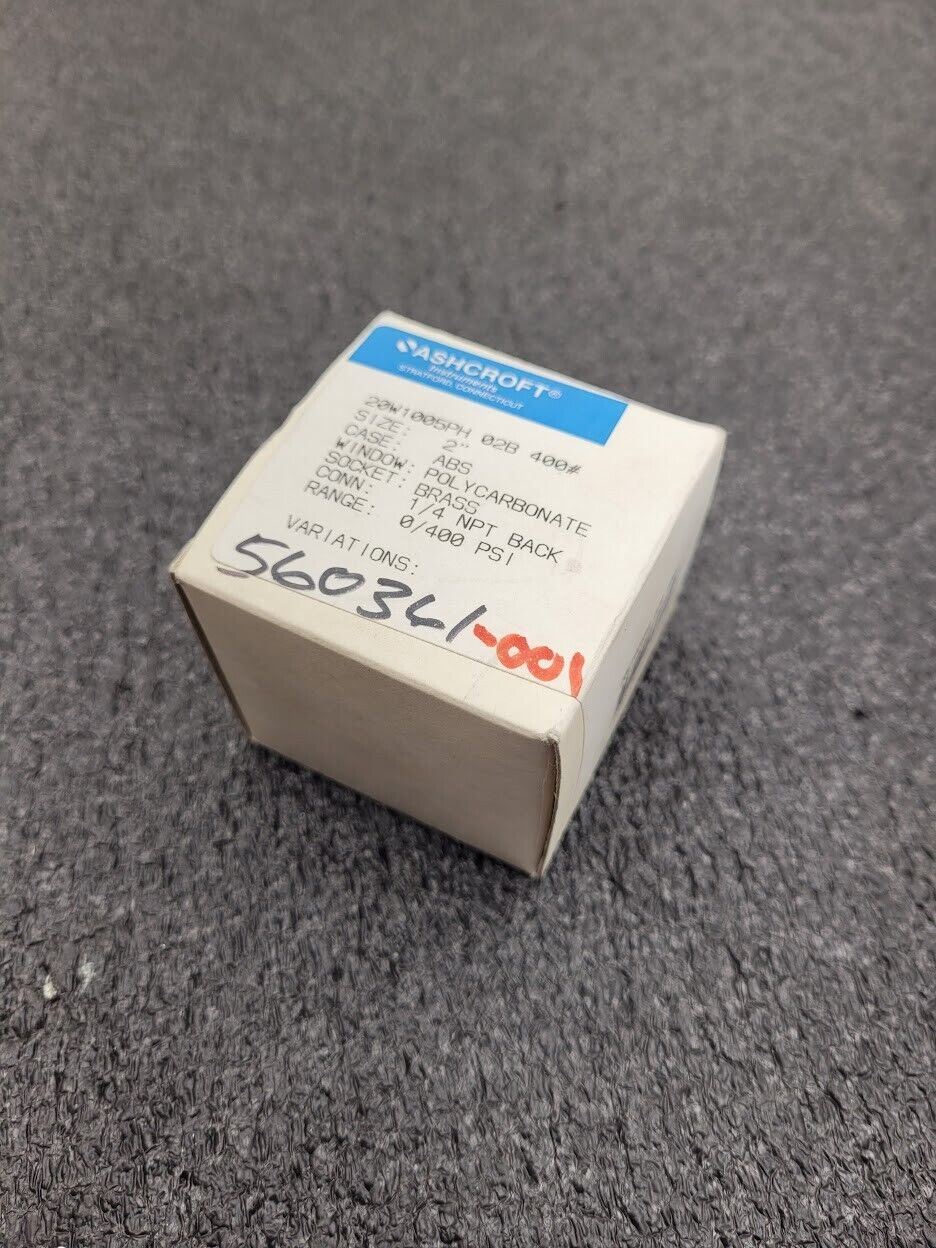 ASHCROFT®
Instruments
STRATFORD, CONNECTICUT
20W1005PH 02B 400#
SIZE: 2"
CASE: ABS
WINDOW: POLYCARBONATE
SOCKET: BRASS
CONN: 1/4 NPT BACK
RANGE: 0/400 PSI
VARIATIONS:
560361-001